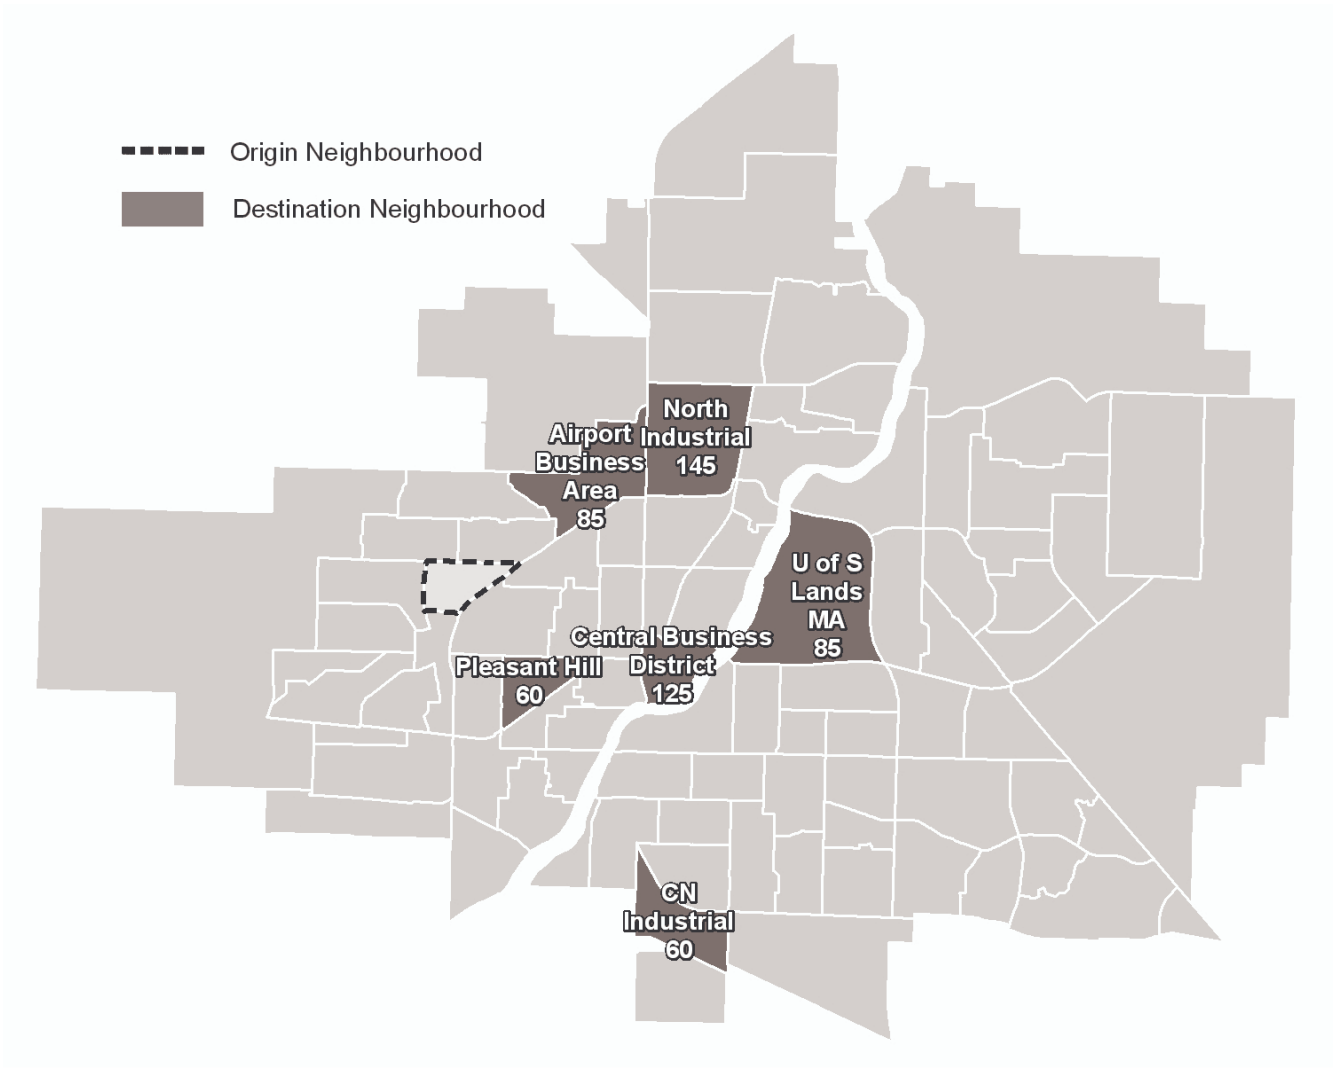 Origin Neighbourhood
Destination Neighbourhood
North
Industrial
145
Airport
Business
Area
85
U of S
Lands
MA
85
Central Business
District
125
Pleasant Hill
60
CN
Industrial
60